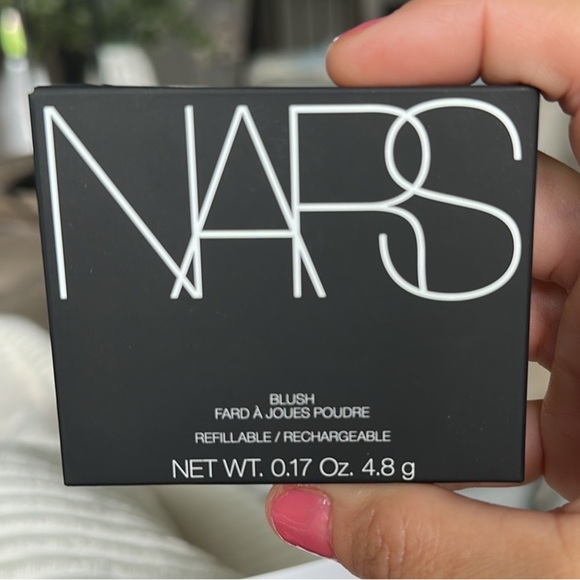 NARS
BLUSH
FARD À JOUES POUDRE
REFILLABLE / RECHARGEABLE
NET WT. 0.17 Oz. 4.8 g